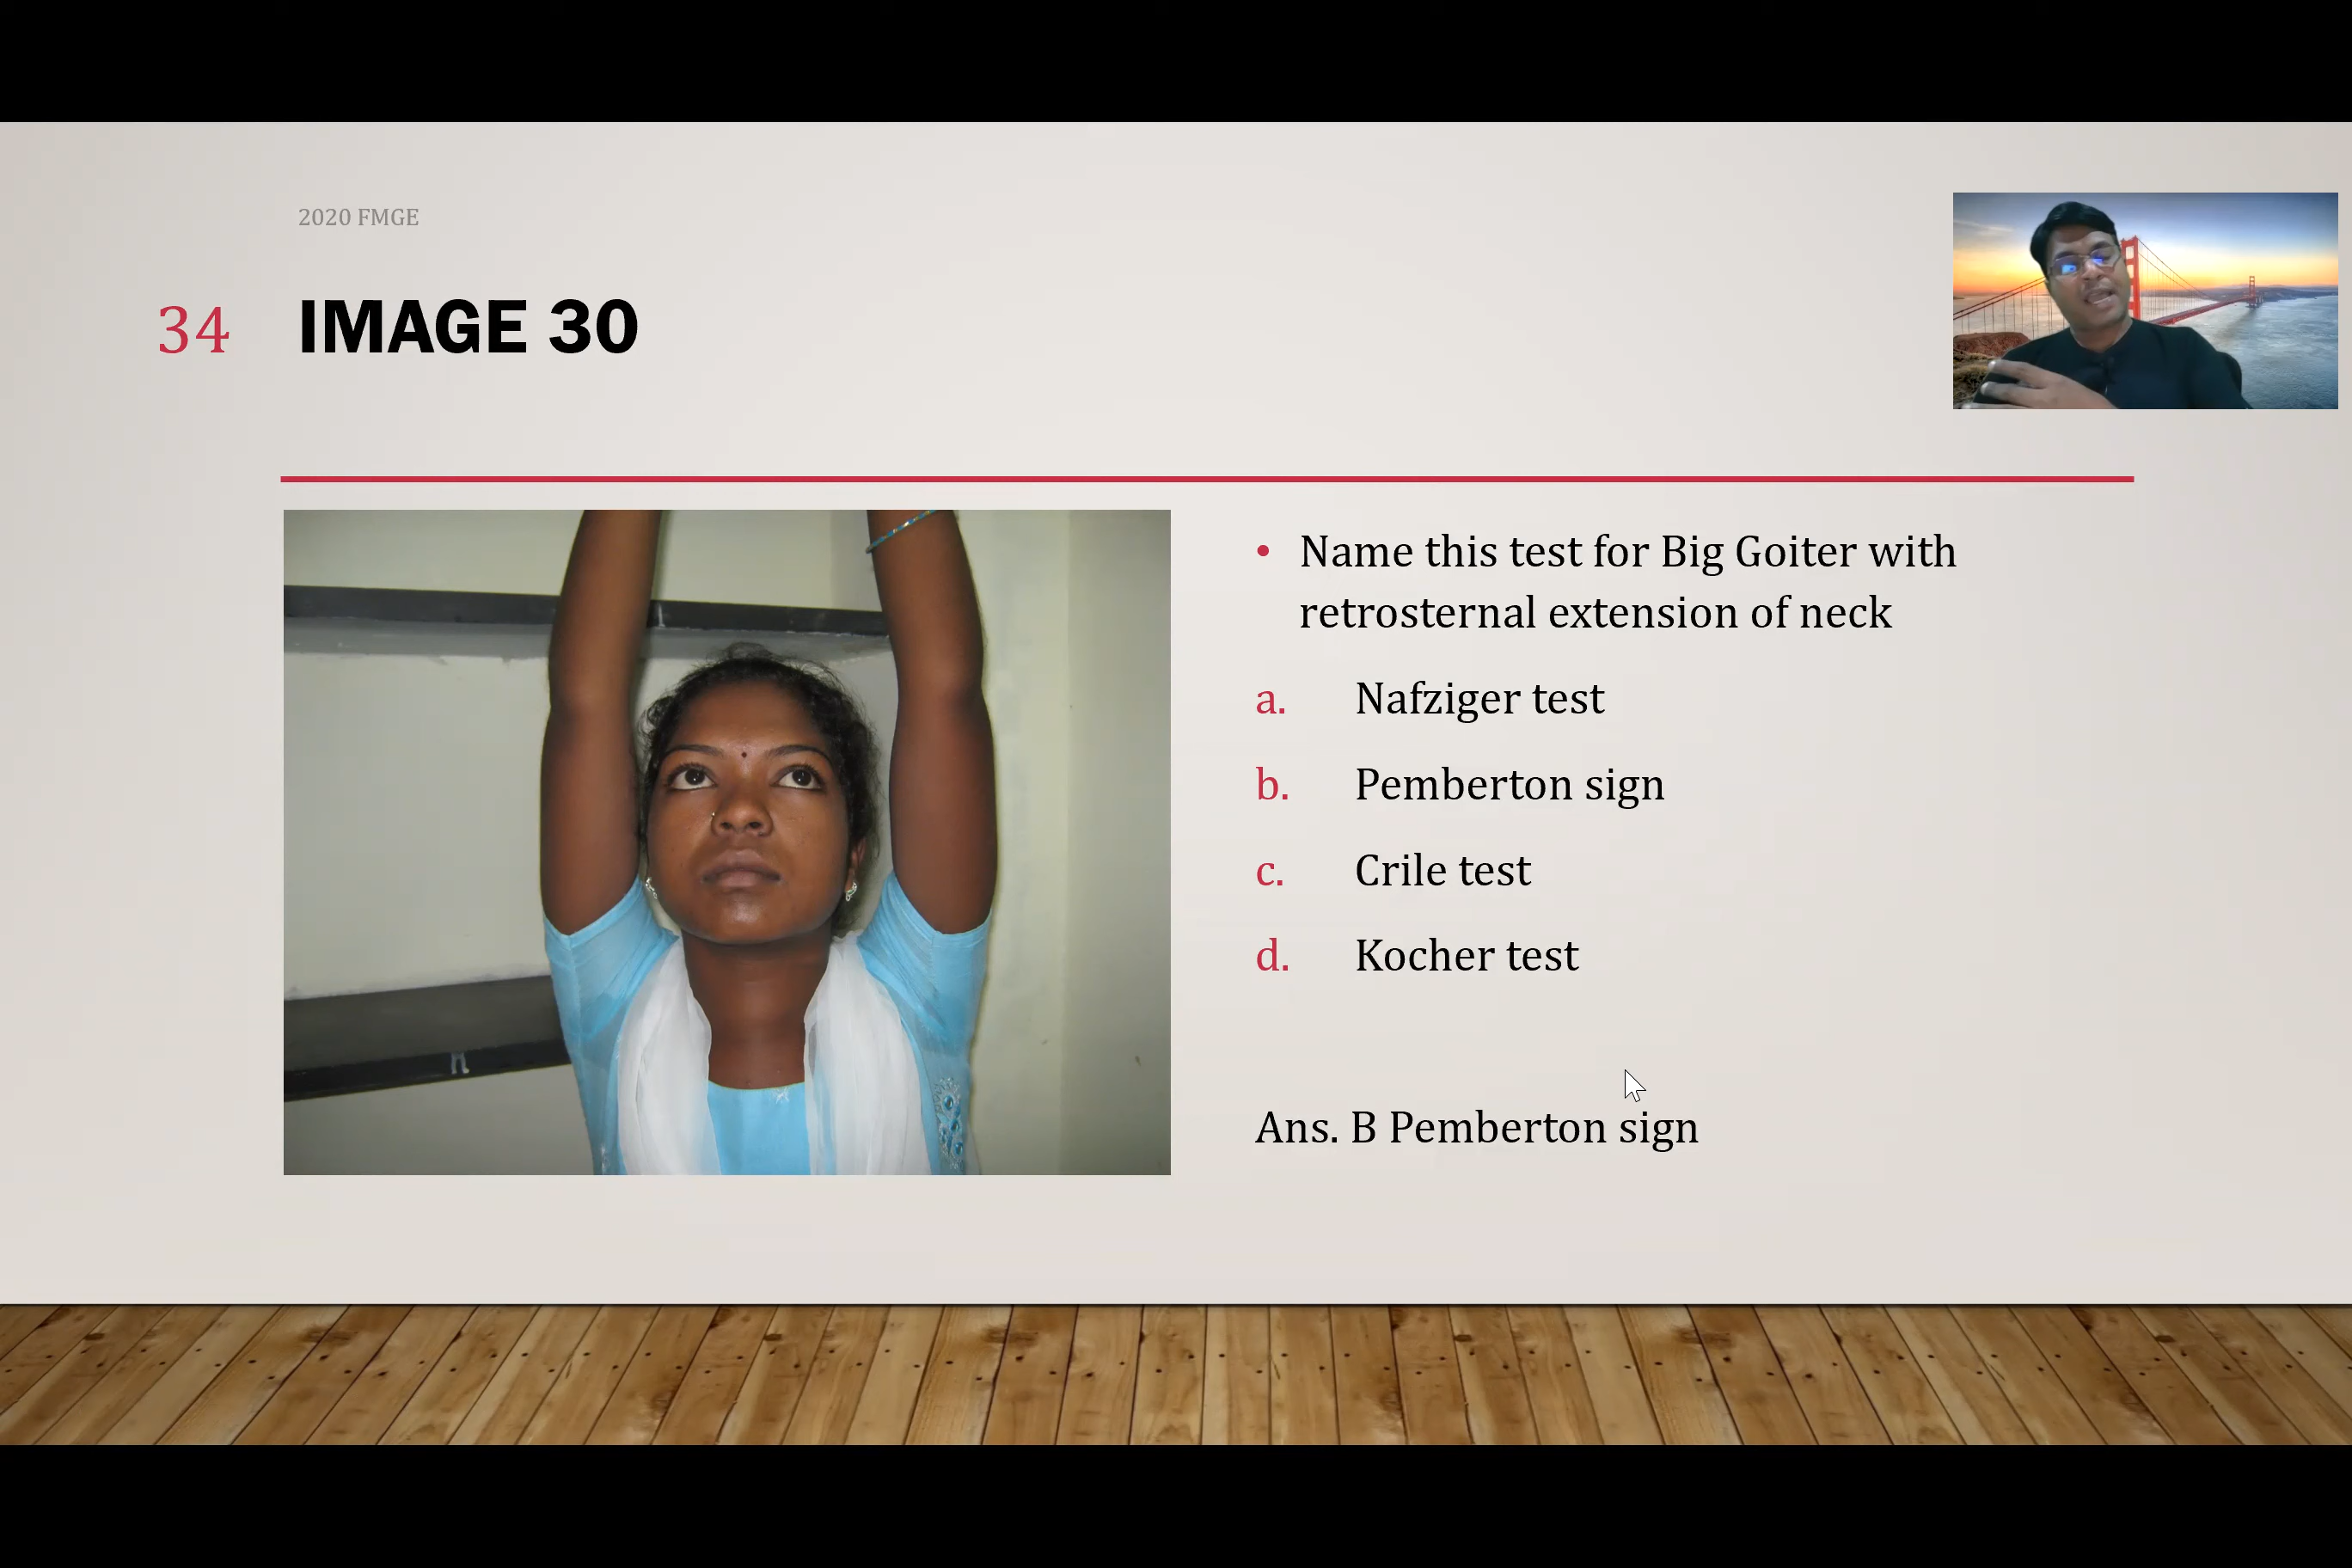 2020 FMGE
34 IMAGE 30
• Name this test for Big Goiter with
retrosternal extension of neck
a. Nafziger test
b. Pemberton sign
c. Crile test
d. Kocher test
Ans. B Pemberton sign